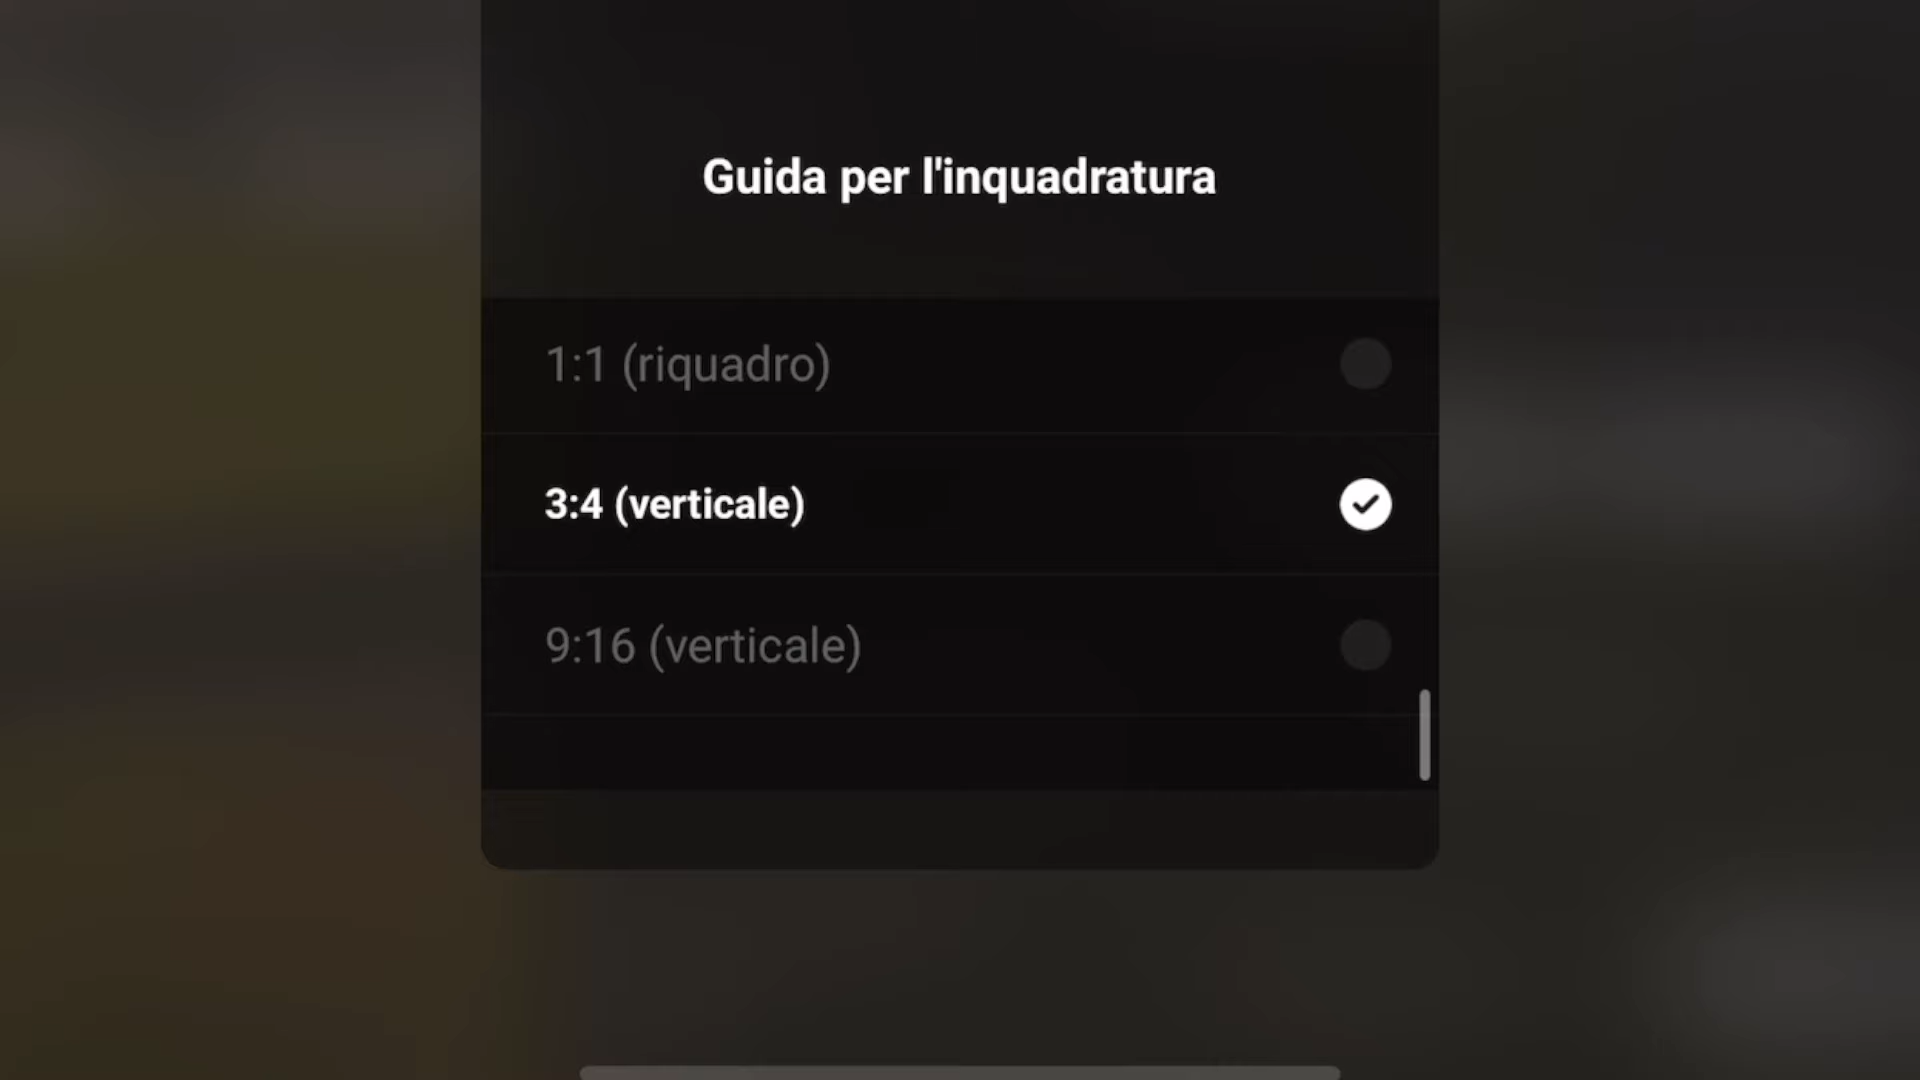 Guida per l'inquadratura
1:1 (riquadro)
3:4 (verticale)
9:16 (verticale)